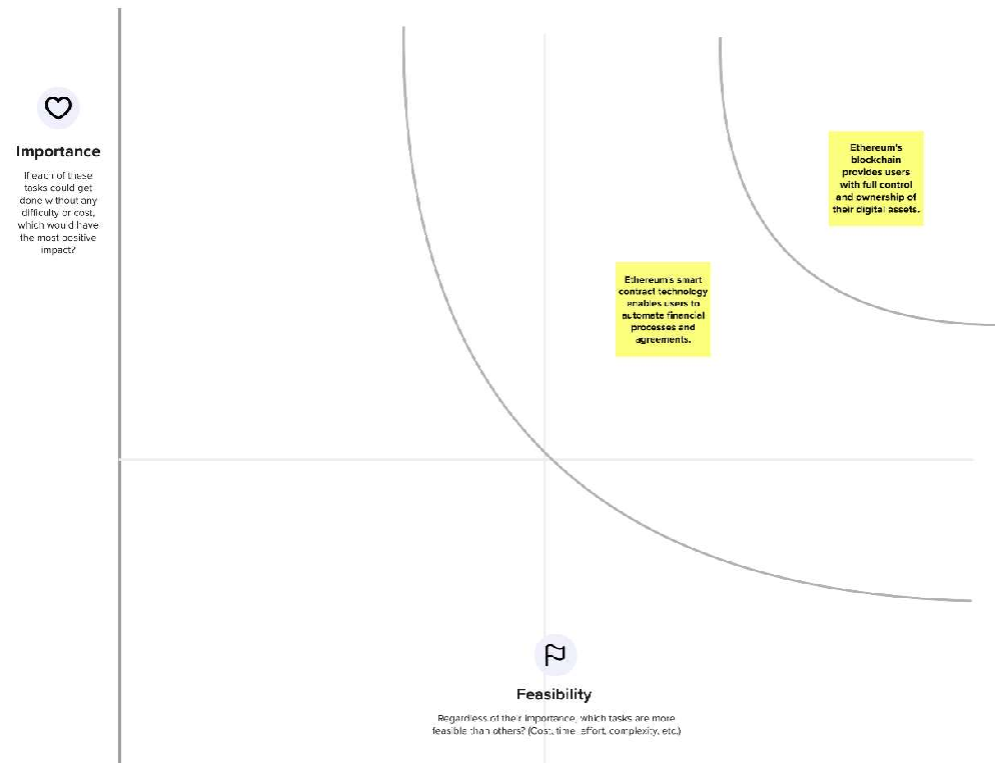 Importance
If each of these
tasks could get
done without any
difficulty or cost,
which would have
the most positive
impact?
Ethereum's
blockchain
provides users
with full control
and ownership of
their digital assets.
Ethereum's smart
contract technology
enables users to
automate financial
processes and
agreements.
Feasibility
Regardless of their importance, which tasks are more
feasible than others? (Cost, time, effort, complexity, etc.)